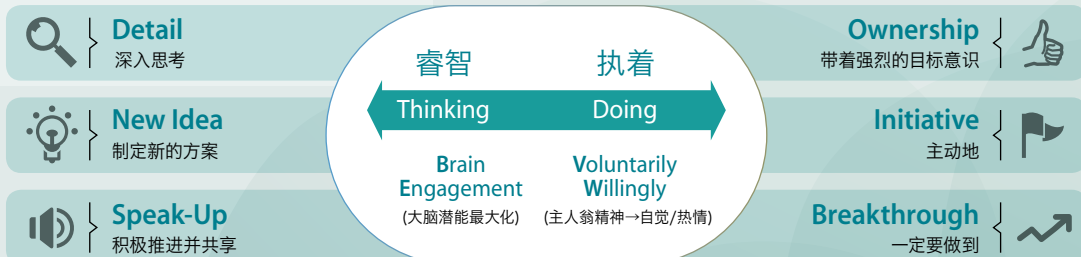 Detail
深入思考
New Idea
制定新的方案
Speak-Up
积极推进并共享
睿智
执着
Thinking
Doing
Brain
Engagement
(大脑潜能最大化)
Voluntarily
Willingly
(主人翁精神→自觉/热情)
Ownership
带着强烈的目标意识
Initiative
主动地
Breakthrough
一定要做到